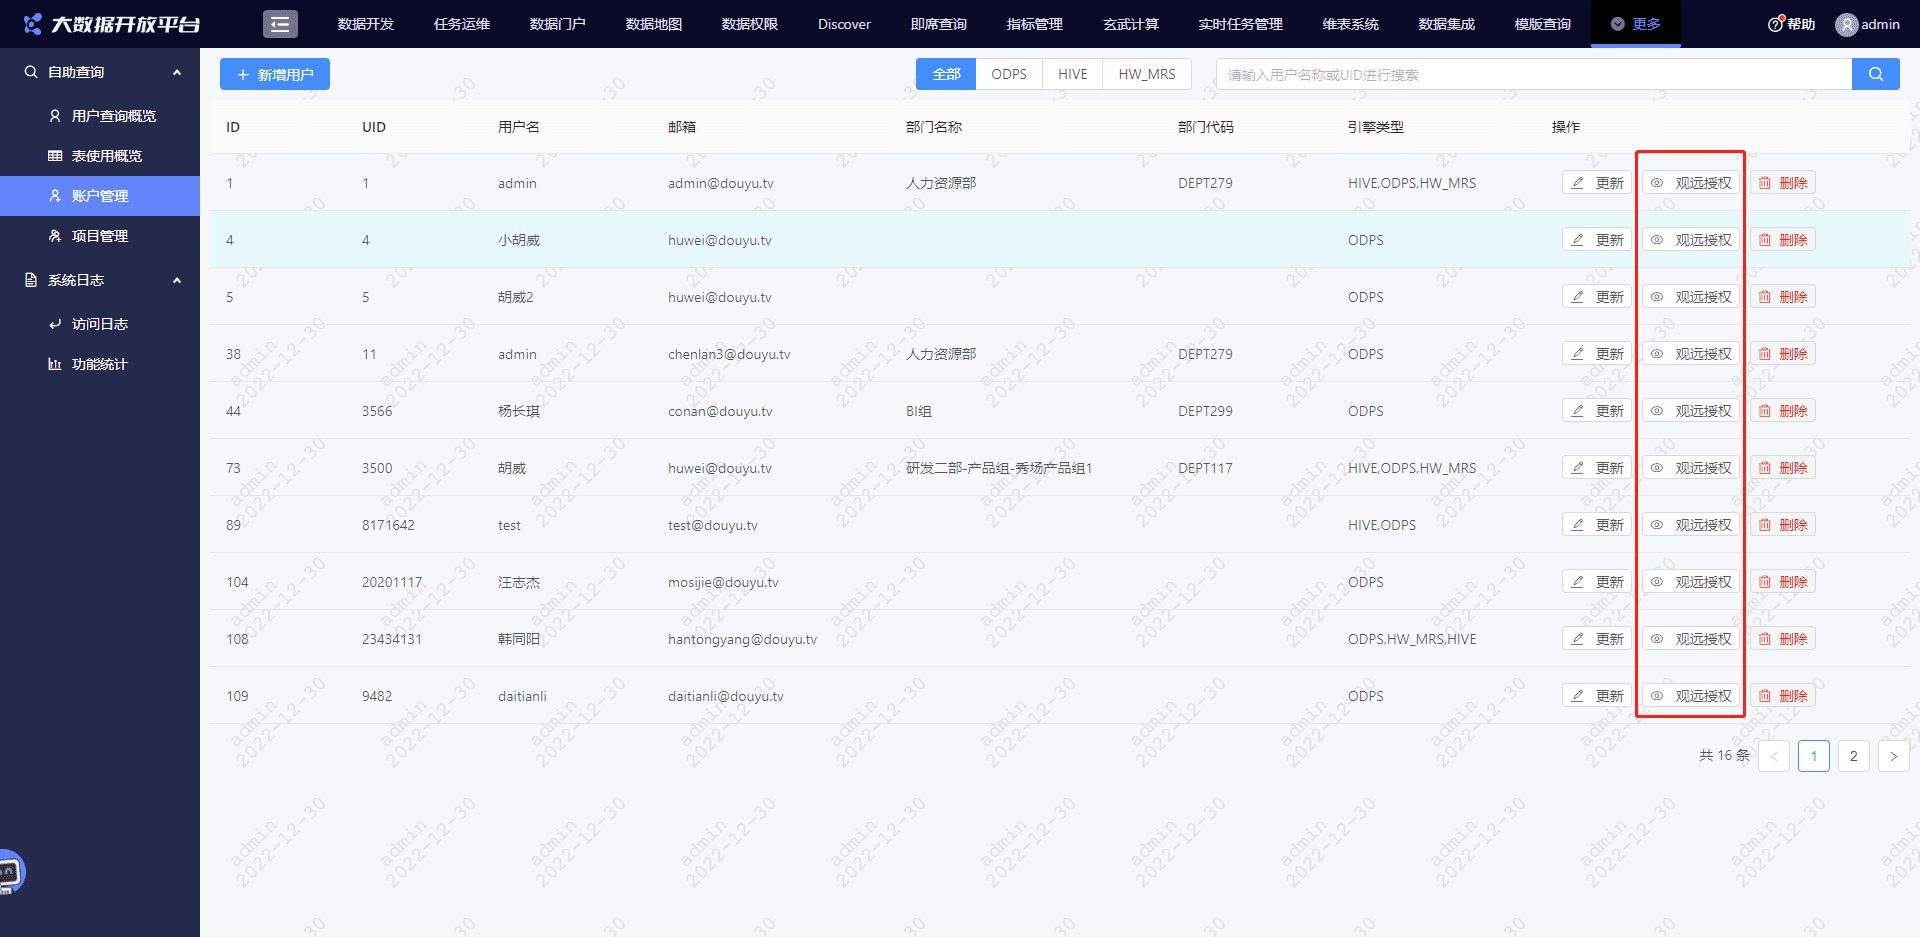 大数据开放平台
数据开发 任务运维 数据门户 数据地图 数据权限 Discover 即席查询 指标管理 玄武计算 实时任务管理 维表系统 数据集成 模版查询 更多 帮助 admin
自助查询
用户查询概览
表使用概览
账户管理
项目管理
系统日志
访问日志
功能统计
新增用户 全部 ODPS HIVE HW_MRS 请输入用户名称或UID进行搜索
ID UID 用户名 邮箱 部门名称 部门代码 引擎类型 操作
1 1 admin admin@douyu.tv 人力资源部 DEPT279 HIVE,ODPS,HW_MRS 更新 观远授权 删除
4 4 小胡威 huwei@douyu.tv ODPS 更新 观远授权 删除
5 5 胡威2 huwei@douyu.tv ODPS 更新 观远授权 删除
38 11 admin chenlan3@douyu.tv 人力资源部 DEPT279 ODPS 更新 观远授权 删除
44 3566 杨长琪 conan@douyu.tv BI组 DEPT299 ODPS 更新 观远授权 删除
73 3500 胡威 huwei@douyu.tv 研发二部-产品组-秀场产品组1 DEPT117 HIVE,ODPS,HW_MRS 更新 观远授权 删除
89 8171642 test test@douyu.tv HIVE,ODPS 更新 观远授权 删除
104 20201117 汪志杰 mosijie@douyu.tv ODPS 更新 观远授权 删除
108 23434131 韩同阳 hantongyang@douyu.tv ODPS,HW_MRS,HIVE 更新 观远授权 删除
109 9482 daitianli daitianli@douyu.tv ODPS 更新 观远授权 删除
共 16 条 < 1 2 >
admin
2022-12-30